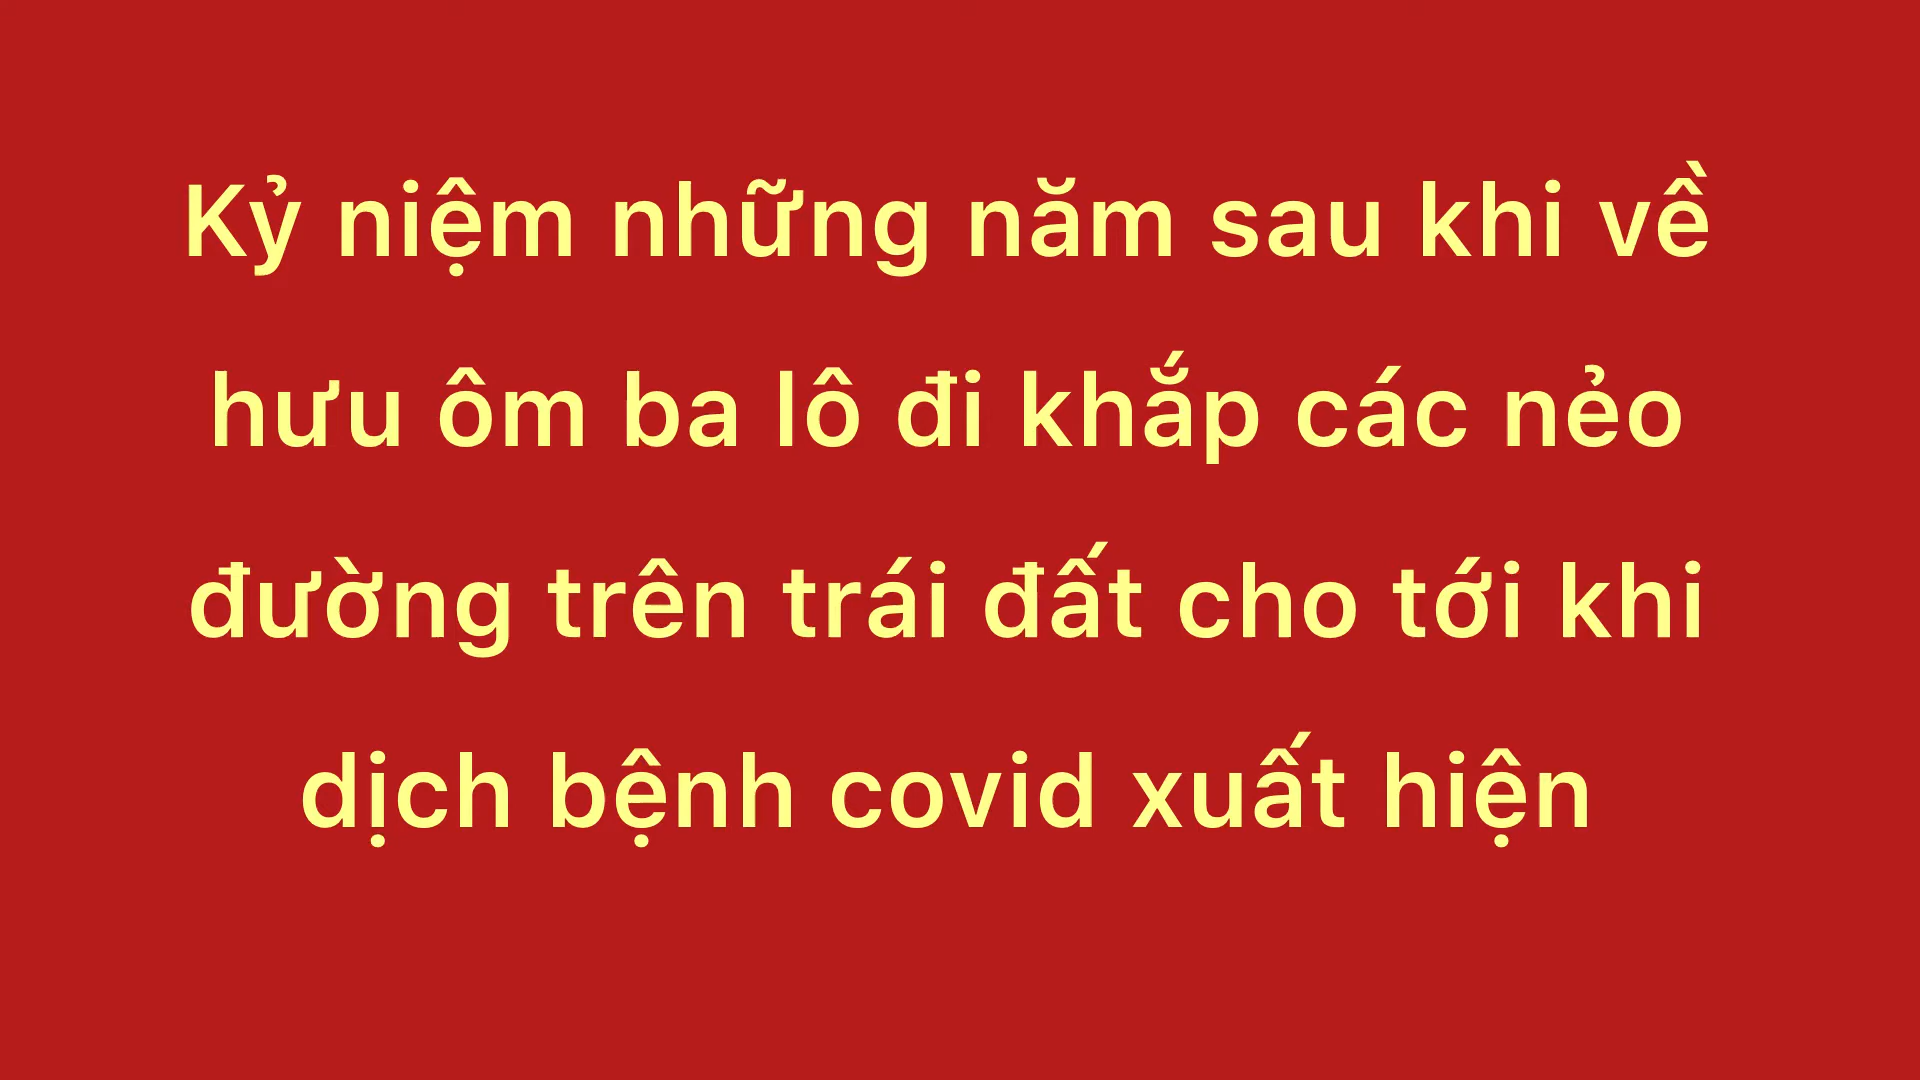 Kỷ niệm những năm sau khi về
hưu ôm ba lô đi khắp các nẻo
đường trên trái đất cho tới khi
dịch bệnh covid xuất hiện